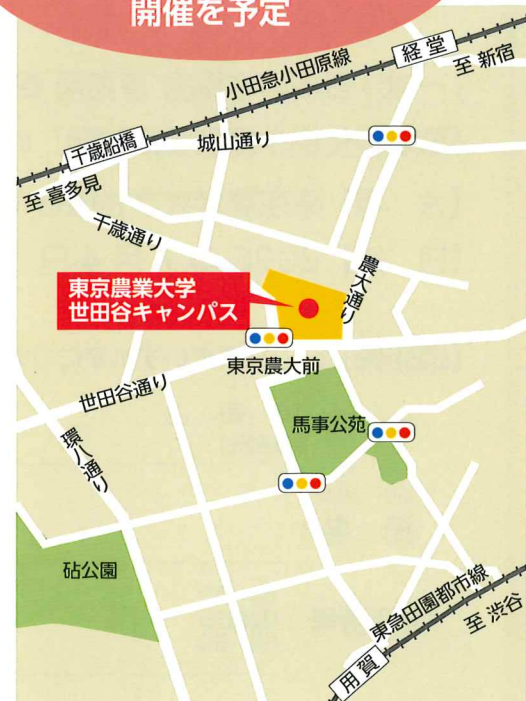 開催を予定
小田急小田原線
経堂
至 新宿
千歳船橋
城山通り
至 喜多見
千歳通り
農大通り
東京農業大学
世田谷キャンパス
東京農大前
世田谷通り
馬事公苑
環八通り
砧公園
東急田園都市線
至 渋谷
用賀